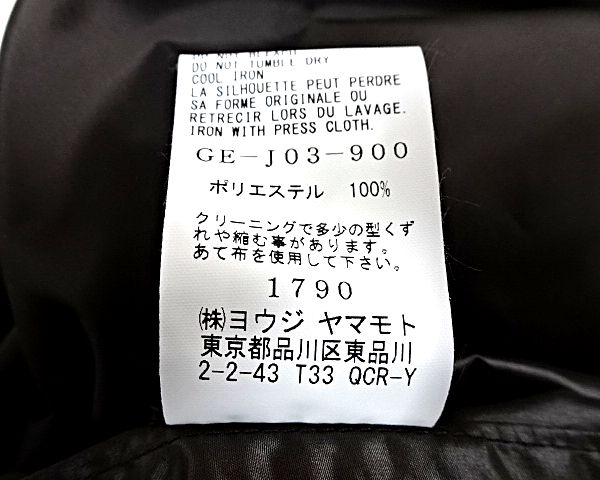 DO NOT TUMBLE DRY
COOL IRON
LA SILHOUETTE PEUT PERDRE
SA FORME ORIGINALE OU
RETRECIR LORS DU LAVAGE.
IRON WITH PRESS CLOTH.
GE-J03-900
ポリエステル 100%
クリーニングで多少の型くず
れや縮む事があります。
あて布を使用して下さい。
1790
㈱ヨウジ ヤマモト
東京都品川区東品川
2-2-43 T33 QCR-Y